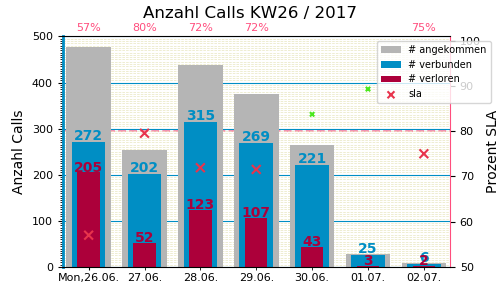 Anzahl Calls KW26 / 2017
57% 80% 72% 72% 75%
500 400 300 200 100 0
Anzahl Calls
100 90 80 70 60 50
Prozent SLA
# angekommen
# verbunden
# verloren
sla
272 202 315 269 221 25 6
205 52 123 107 43 3 2
Mon,26.06. 27.06. 28.06. 29.06. 30.06. 01.07. 02.07.